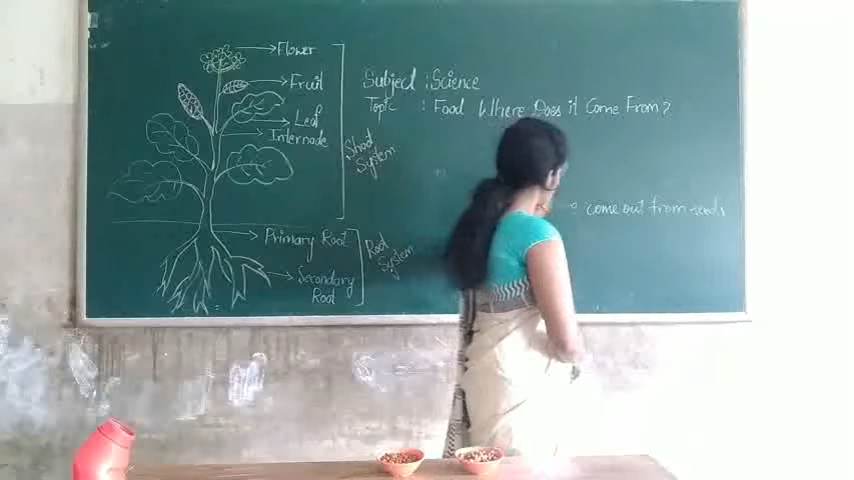 Flower
Fruit
Leaf
Internode
Shoot System
Primary Root
Secondary Root
Root System
Subject : Science
Topic : Food Where Does it Come From?
come out from seeds